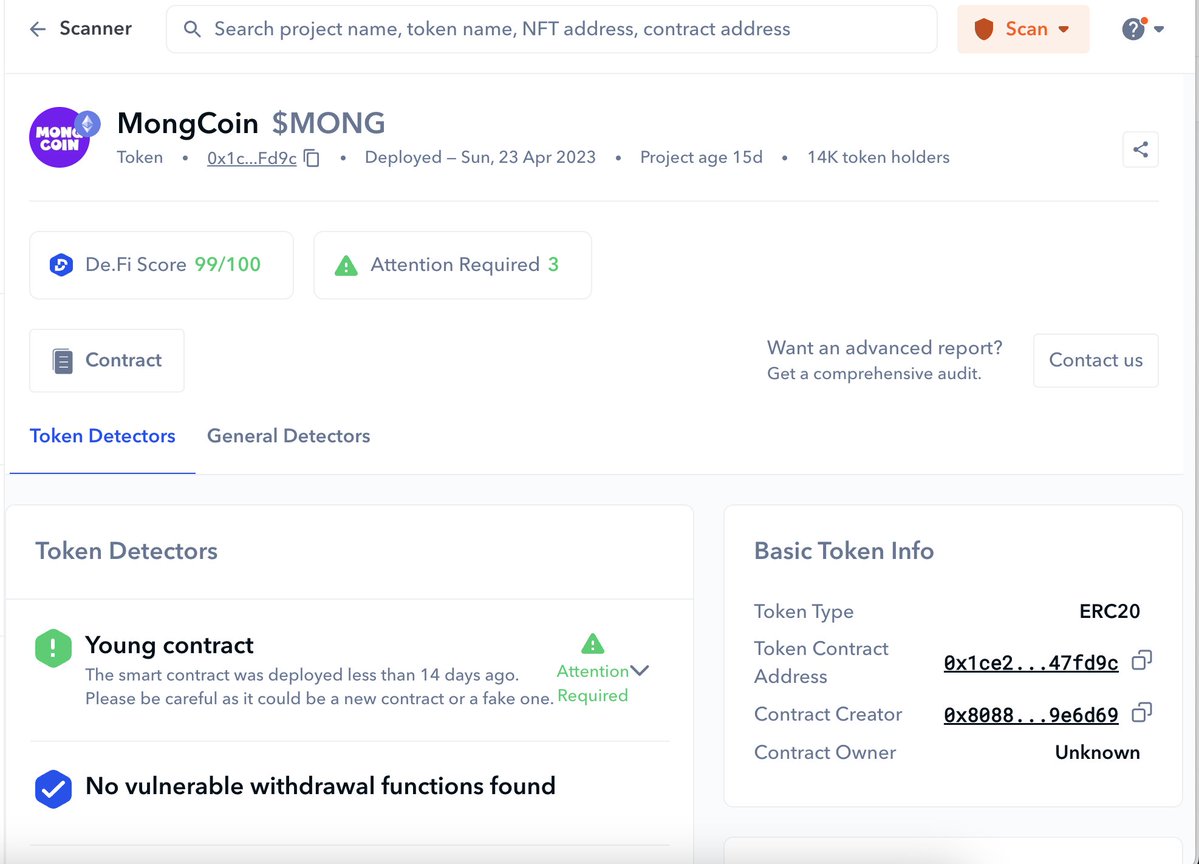 Scanner
Search project name, token name, NFT address, contract address
Scan
?
MONG
COIN
MongCoin $MONG
Token • 0x1c...Fd9c • Deployed – Sun, 23 Apr 2023 • Project age 15d • 14K token holders
De.Fi Score 99/100
Attention Required 3
Contract
Want an advanced report?
Get a comprehensive audit.
Contact us
Token Detectors
General Detectors
Token Detectors
Young contract
The smart contract was deployed less than 14 days ago.
Please be careful as it could be a new contract or a fake one.
Attention
Required
No vulnerable withdrawal functions found
Basic Token Info
Token Type
ERC20
Token Contract
Address
0x1ce2...47fd9c
Contract Creator
0x8088...9e6d69
Contract Owner
Unknown